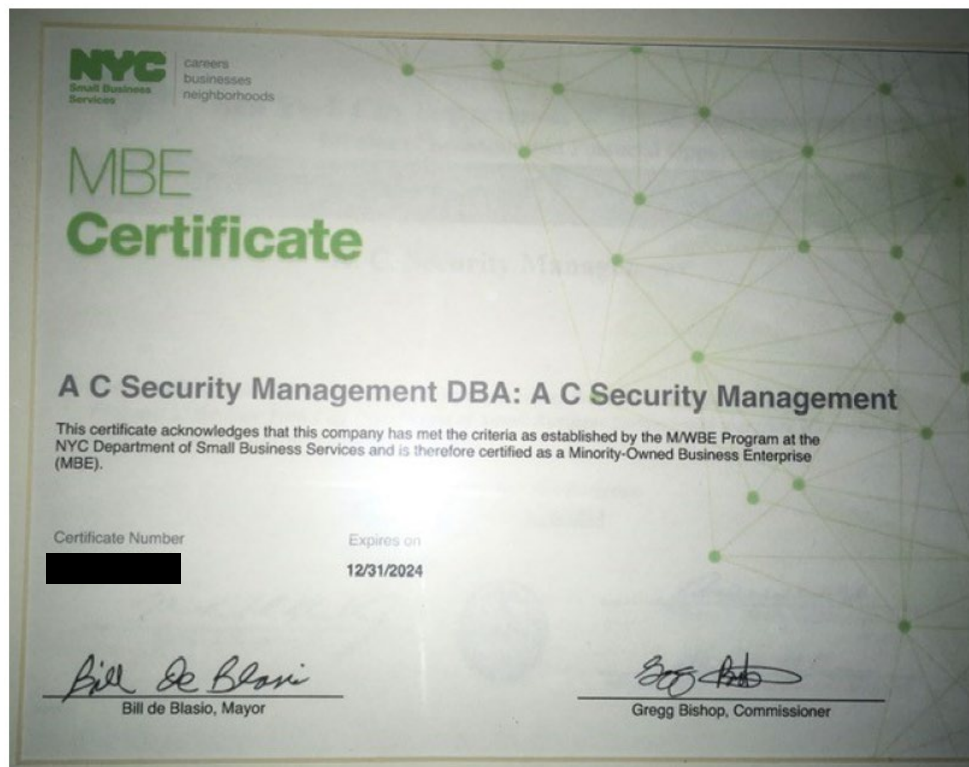 NYC
Small Business
Services
careers
businesses
neighborhoods
MBE
Certificate
A C Security Management DBA: A C Security Management
This certificate acknowledges that this company has met the criteria as established by the M/WBE Program at the
NYC Department of Small Business Services and is therefore certified as a Minority-Owned Business Enterprise
(MBE).
Certificate Number
Expires on
12/31/2024
Bill de Blasio
Bill de Blasio, Mayor
Gregg Bishop, Commissioner